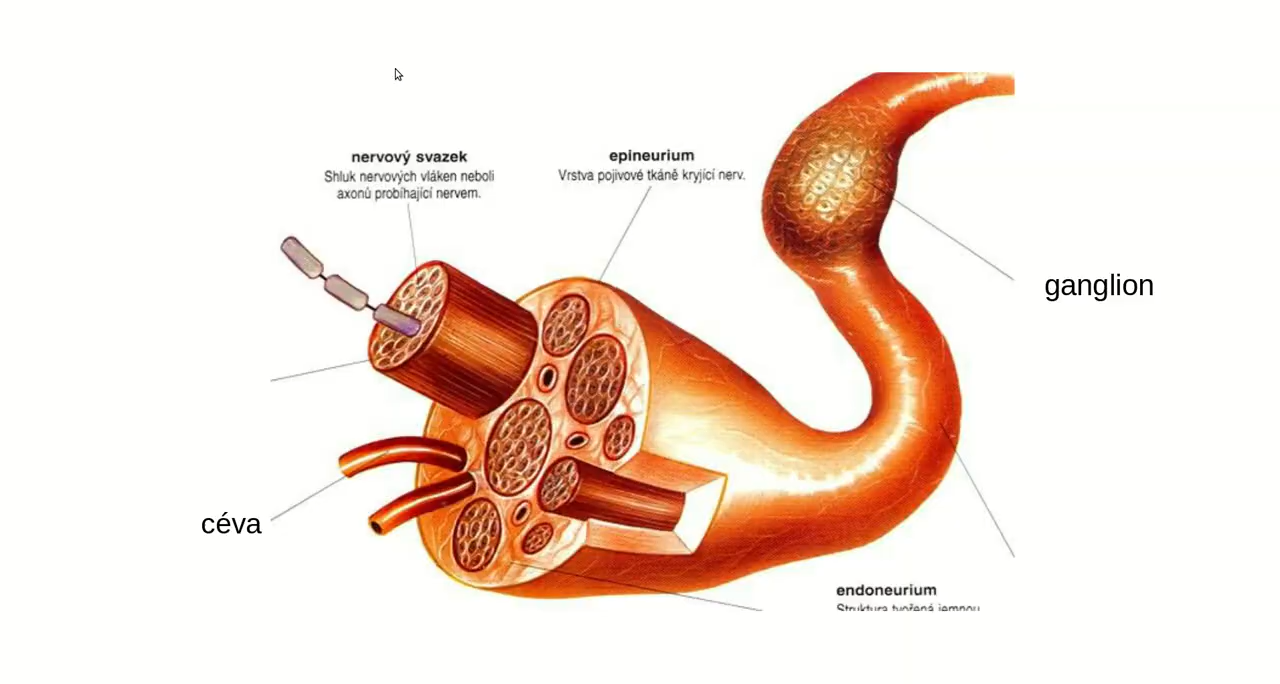 nervový svazek
Shluk nervových vláken neboli
axonů probíhající nervem.
epineurium
Vrstva pojivové tkáně kryjící nerv.
ganglion
céva
endoneurium
Struktura tvořená jemnou